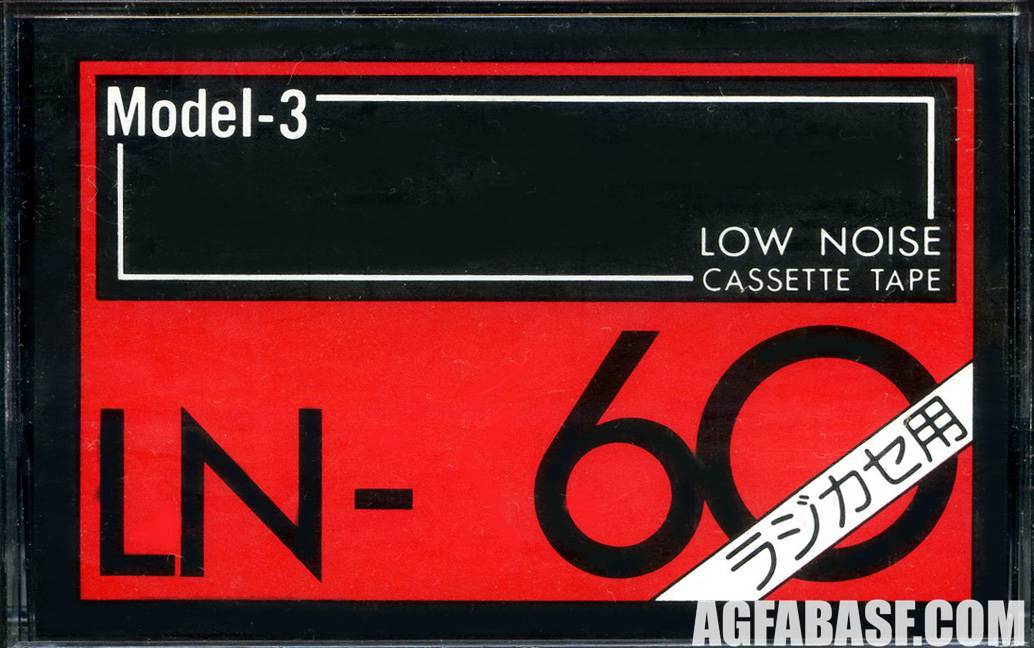 Model-3
LOW NOISE
CASSETTE TAPE
LN-60
ラジカセ用
AGFABASF.COM